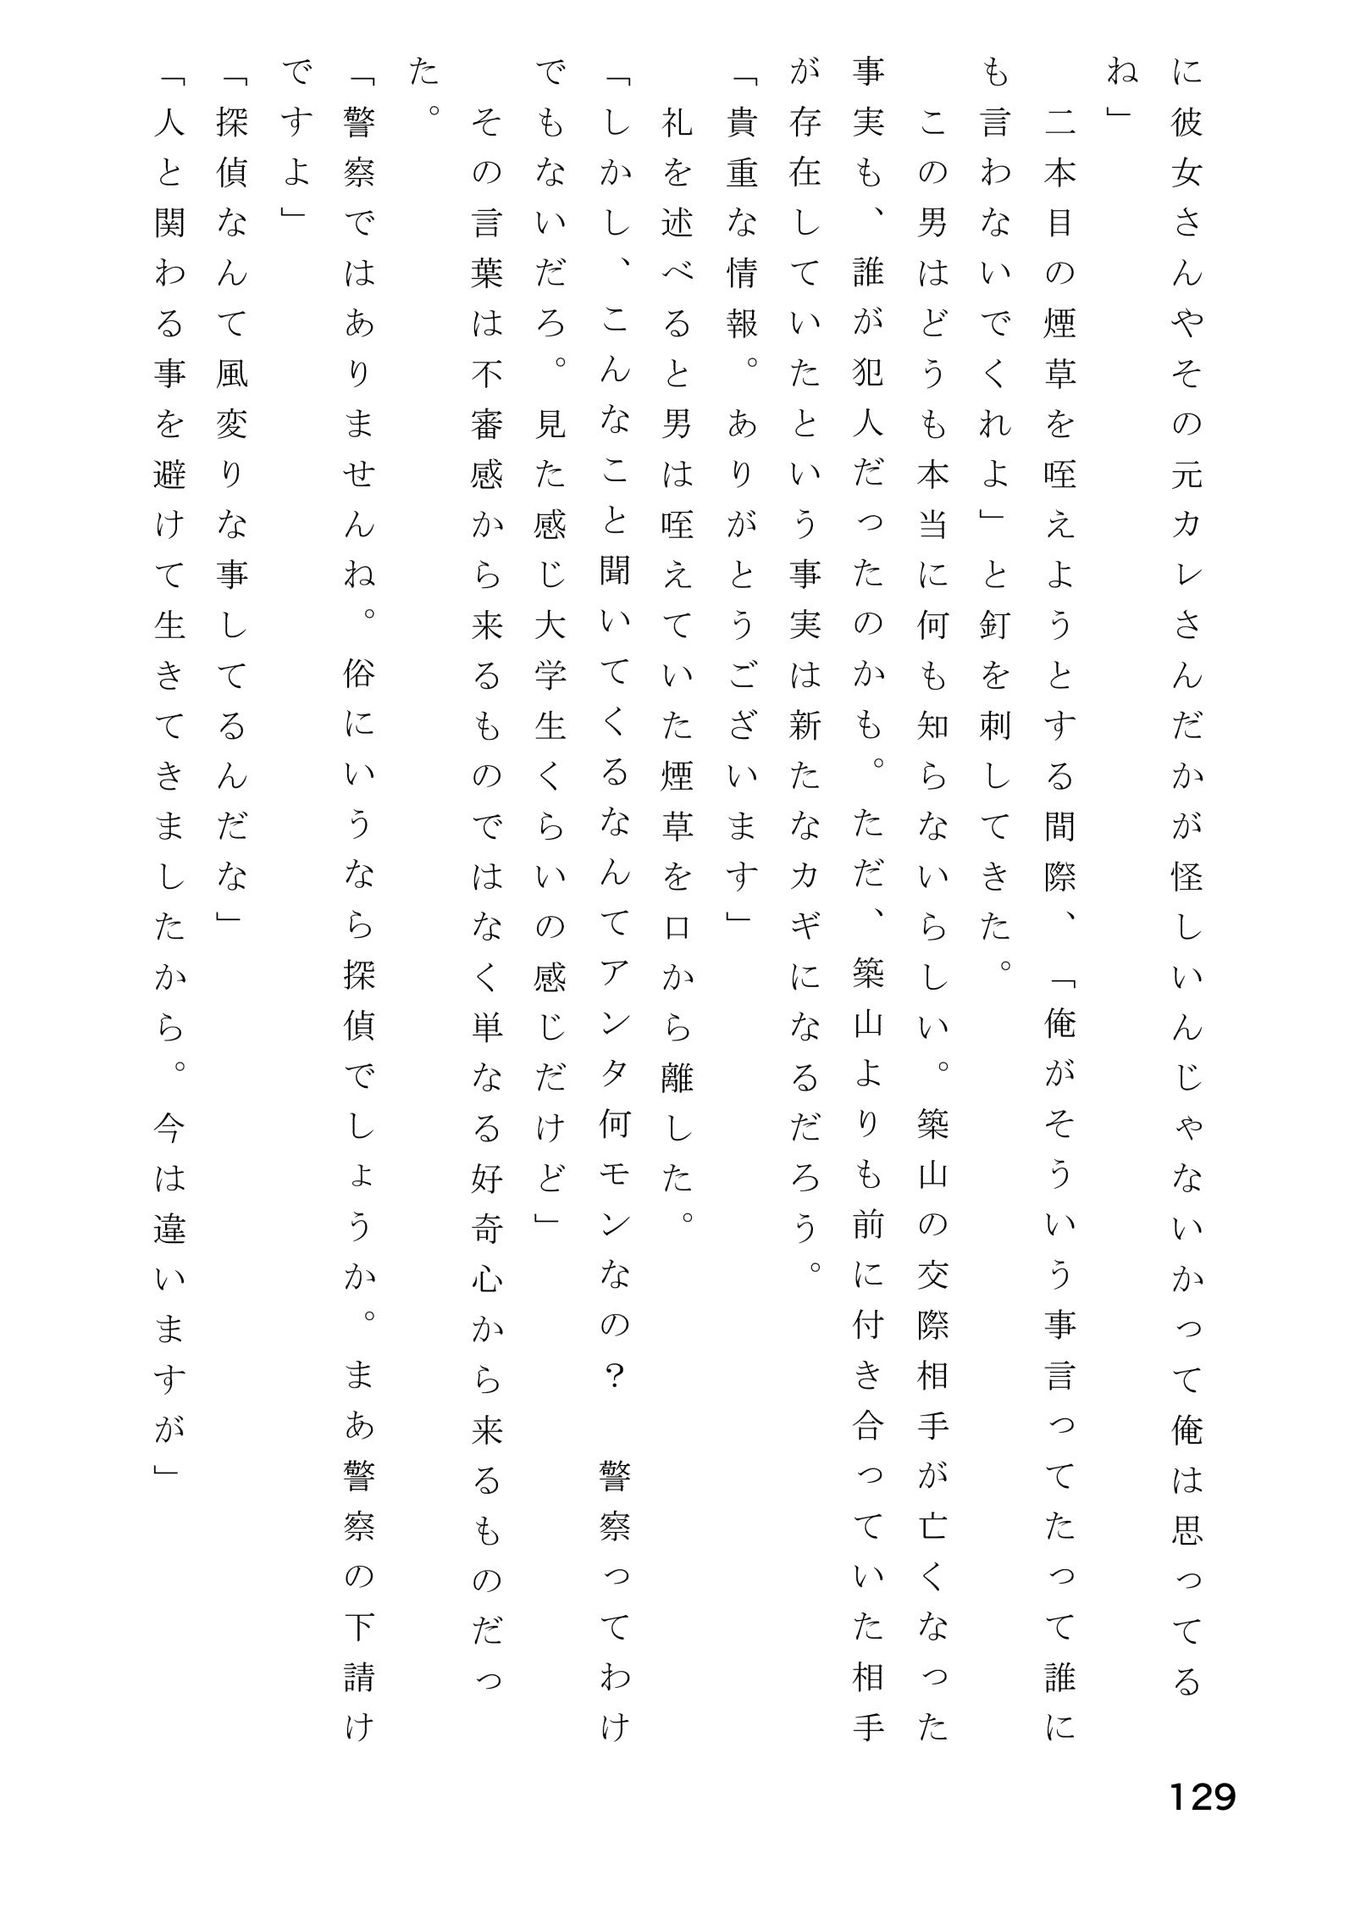 に彼女さんやその元カレさんだかが怪しいんじゃないかって俺は思ってる
ね」
　二本目の煙草を咥えようとする間際、「俺がそういう事言ってたって誰に
も言わないでくれよ」と釘を刺してきた。
　この男はどうも本当に何も知らないらしい。築山の交際相手が亡くなった
事実も、誰が犯人だったのかも。ただ、築山よりも前に付き合っていた相手
が存在していたという事実は新たなカギになるだろう。
「貴重な情報。ありがとうございます」
　礼を述べると男は咥えていた煙草を口から離した。
「しかし、こんなこと聞いてくるなんてアンタ何モンなの？　警察ってわけ
でもないだろ。見た感じ大学生くらいの感じだけど」
　その言葉は不審感から来るものではなく単なる好奇心から来るものだっ
た。
「警察ではありませんね。俗にいうなら探偵でしょうか。まあ警察の下請け
ですよ」
「探偵なんて風変りな事してるんだな」
「人と関わる事を避けて生きてきましたから。今は違いますが」
129